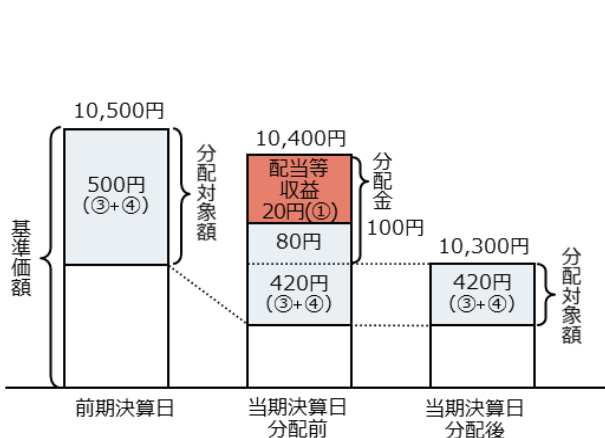 10,500円
500円
(③+④)
分配対象額
基準価額
前期決算日
10,400円
配当等
収益
20円(①)
80円
420円
(③+④)
分配金
100円
当期決算日
分配前
10,300円
420円
(③+④)
分配対象額
当期決算日
分配後